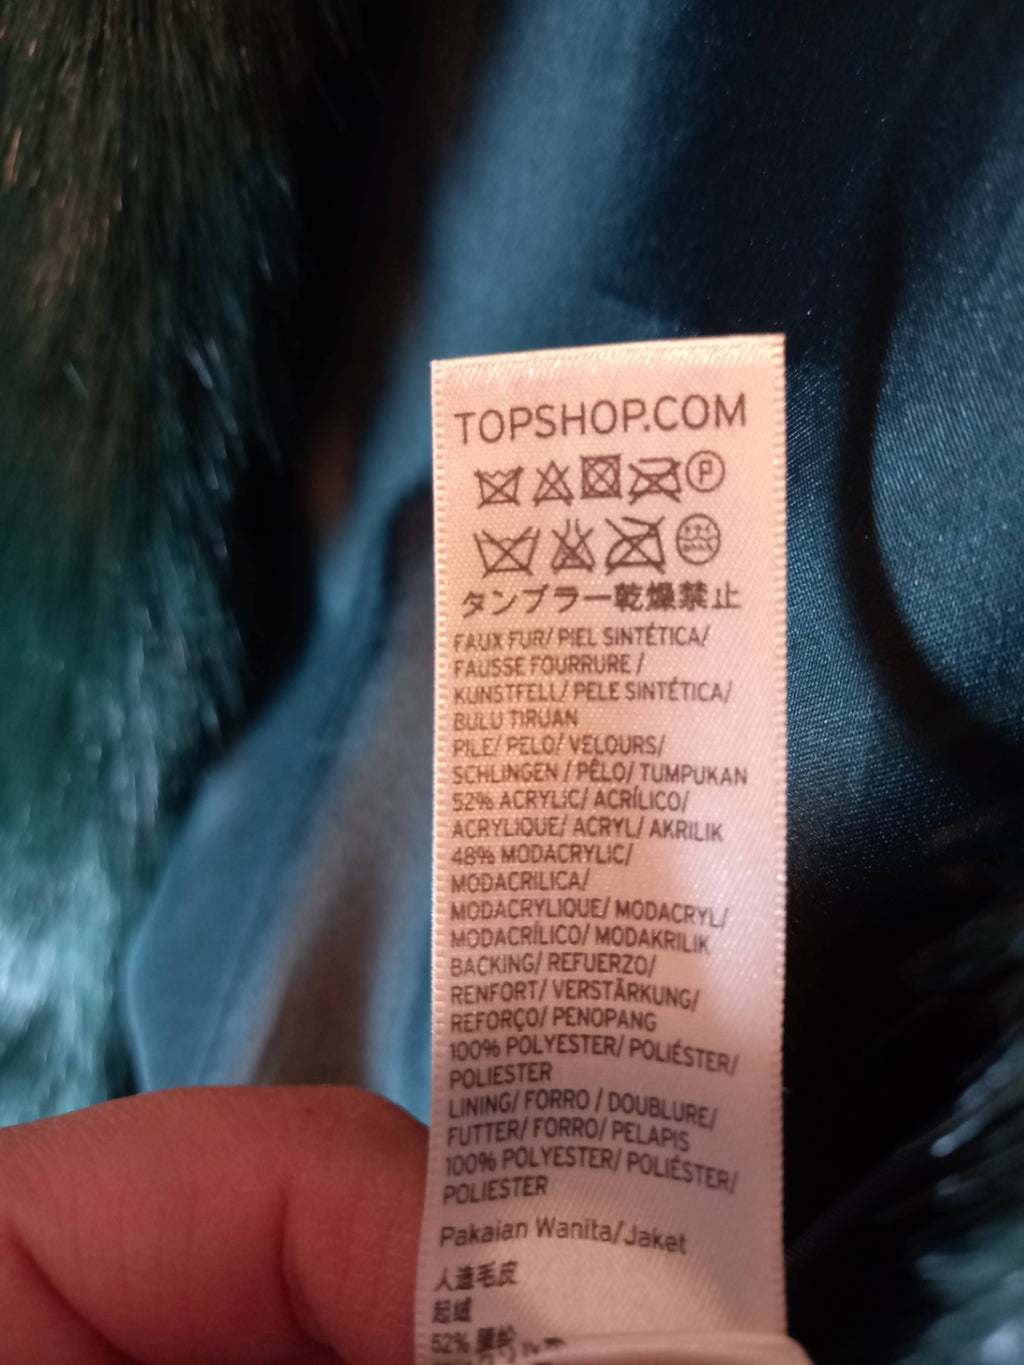 TOPSHOP.COM
P
タンブラー乾燥禁止
FAUX FUR/ PIEL SINTÉTICA/
FAUSSE FOURRURE /
KUNSTFELL/ PELE SINTÉTICA/
BULU TIRUAN
PILE/ PELO/ VELOURS/
SCHLINGEN / PÊLO/ TUMPUKAN
52% ACRYLIC/ ACRÍLICO/
ACRYLIQUE/ ACRYL/ AKRILIK
48% MODACRYLIC/
MODACRILICA/
MODACRYLIQUE/ MODACRYL/
MODACRÍLICO/ MODAKRILIK
BACKING/ REFUERZO/
RENFORT/ VERSTÄRKUNG/
REFORÇO/ PENOPANG
100% POLYESTER/ POLIÉSTER/
POLIESTER
LINING/ FORRO / DOUBLURE/
FUTTER/ FORRO/ PELAPIS
100% POLYESTER/ POLIÉSTER/
POLIESTER
Pakaian Wanita/Jaket
人造毛皮
起绒
52% 腈纶